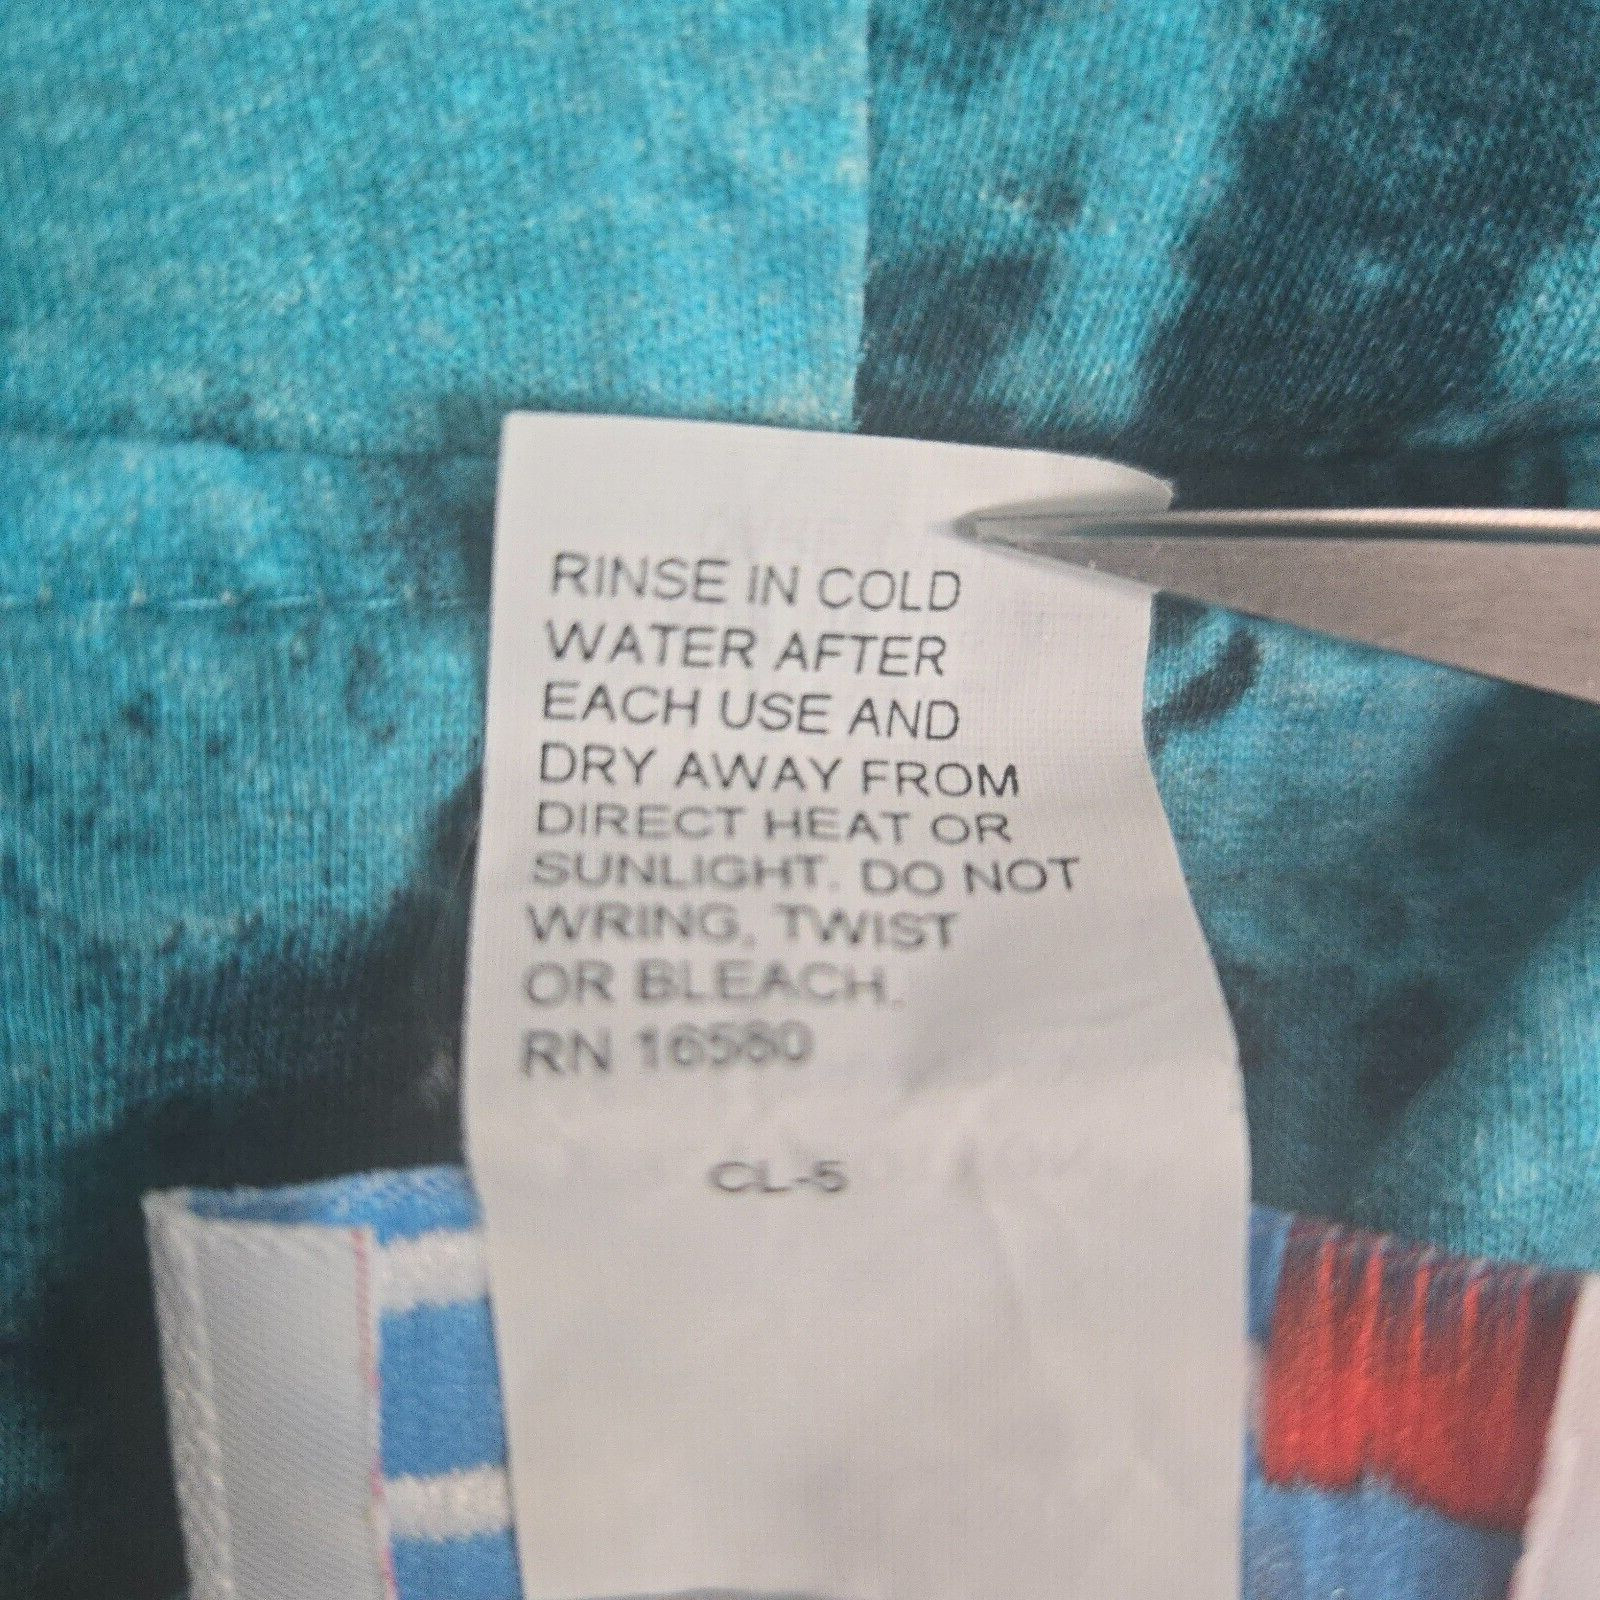 RINSE IN COLD
WATER AFTER
EACH USE AND
DRY AWAY FROM
DIRECT HEAT OR
SUNLIGHT. DO NOT
WRING, TWIST
OR BLEACH.
RN 16580
CL-5